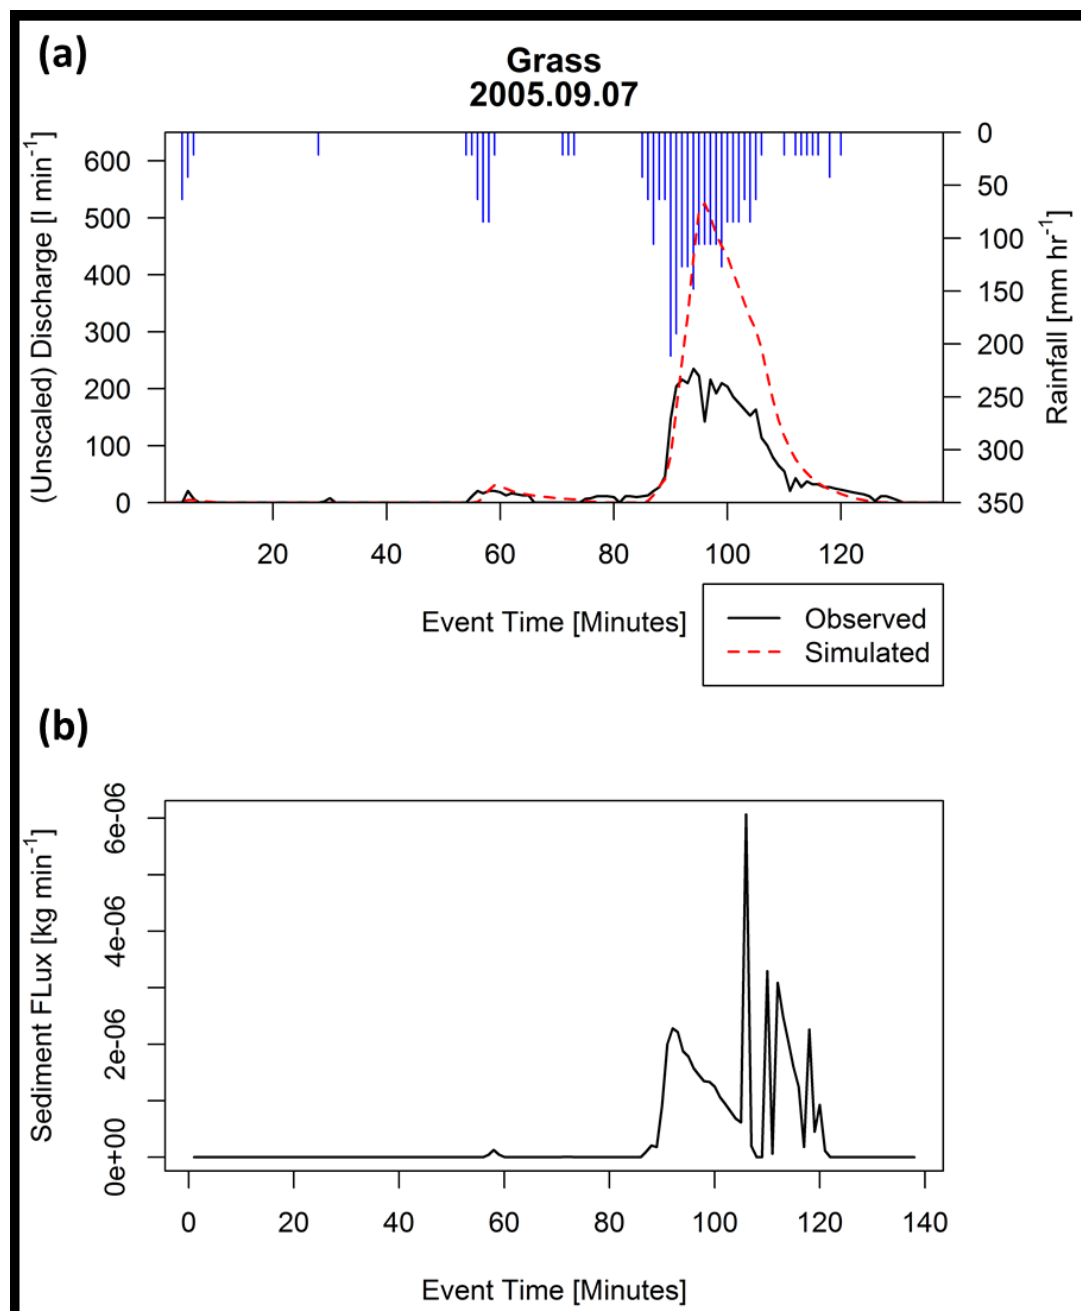 (a)
Grass
2005.09.07
(Unscaled) Discharge [l min⁻¹]
600
500
400
300
200
100
0
0
50
100
150
200
250
300
350
Rainfall [mm hr⁻¹]
20 40 60 80 100 120
Event Time [Minutes]
Observed
Simulated
(b)
Sediment FLux [kg min⁻¹]
6e-06
4e-06
2e-06
0e+00
0 20 40 60 80 100 120 140
Event Time [Minutes]